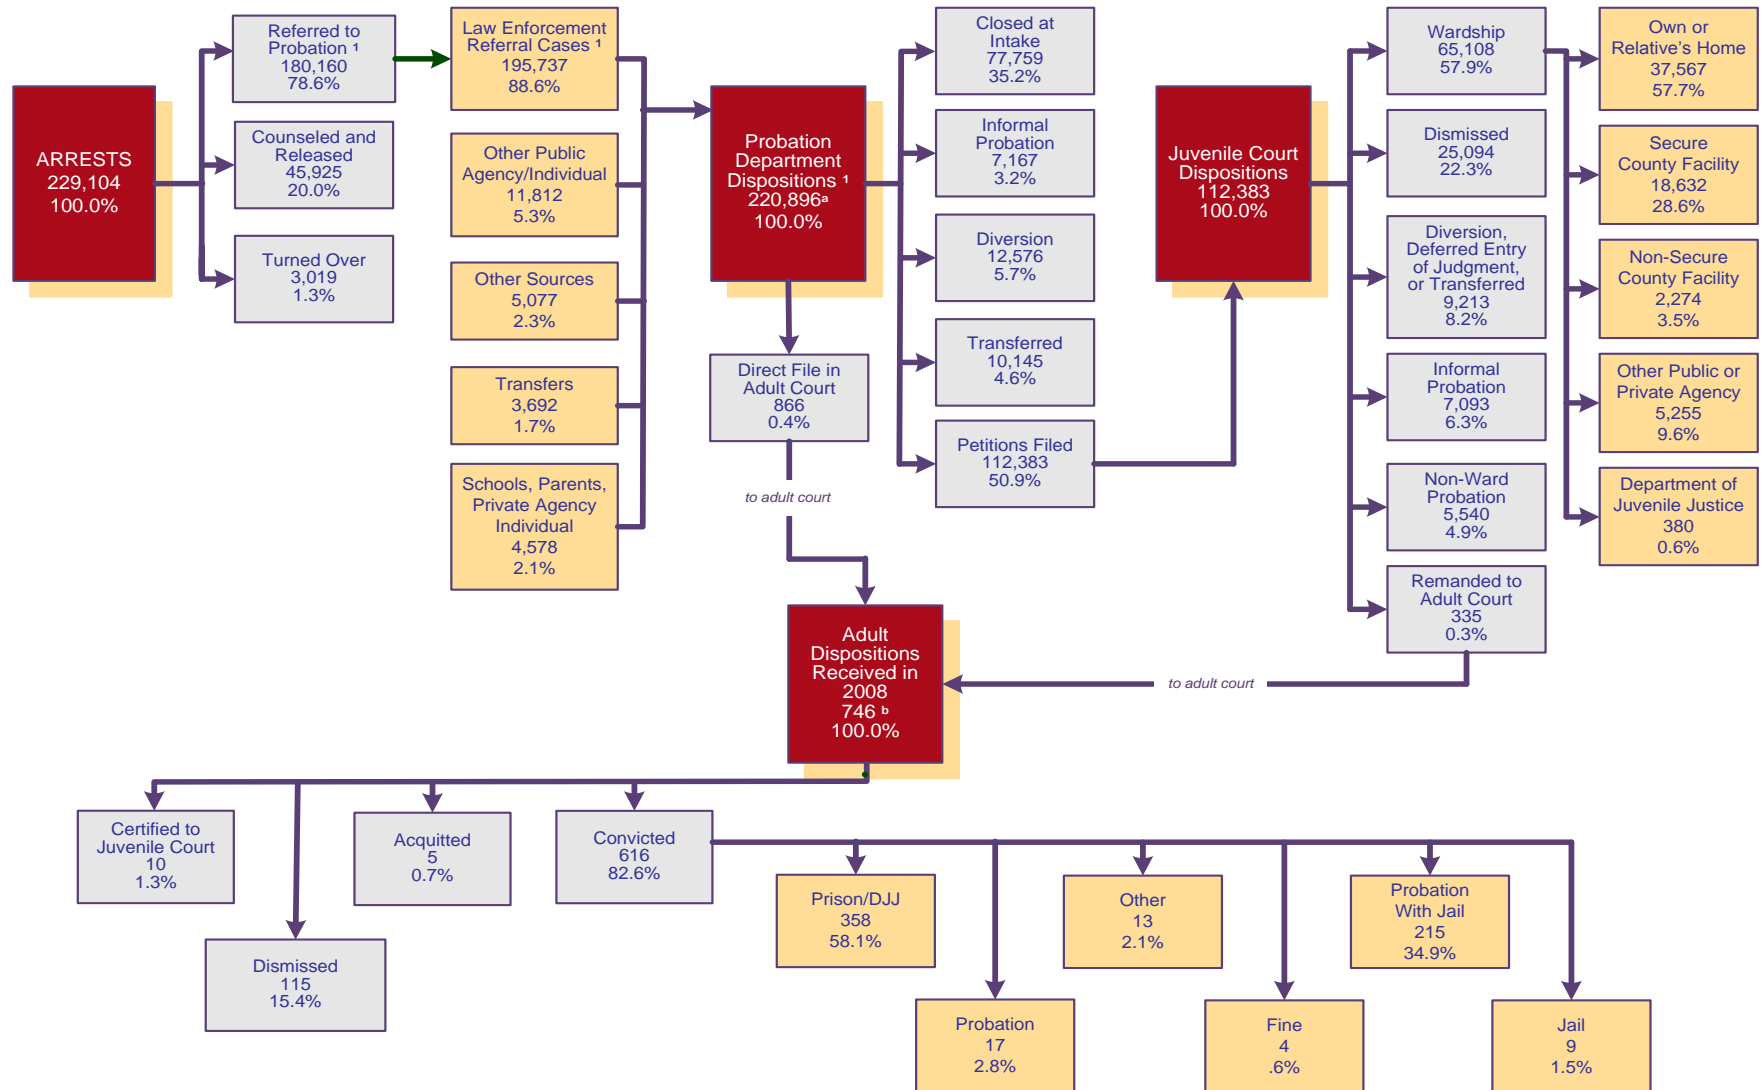 ARRESTS
229,104
100.0%
Referred to
Probation ¹
180,160
78.6%
Counseled and
Released
45,925
20.0%
Turned Over
3,019
1.3%
Law Enforcement
Referral Cases ¹
195,737
88.6%
Other Public
Agency/Individual
11,812
5.3%
Other Sources
5,077
2.3%
Transfers
3,692
1.7%
Schools, Parents,
Private Agency
Individual
4,578
2.1%
Probation
Department
Dispositions ¹
220,896ᵃ
100.0%
Direct File in
Adult Court
866
0.4%
to adult court
Closed at
Intake
77,759
35.2%
Informal
Probation
7,167
3.2%
Diversion
12,576
5.7%
Transferred
10,145
4.6%
Petitions Filed
112,383
50.9%
Juvenile Court
Dispositions
112,383
100.0%
Wardship
65,108
57.9%
Dismissed
25,094
22.3%
Diversion,
Deferred Entry
of Judgment,
or Transferred
9,213
8.2%
Informal
Probation
7,093
6.3%
Non-Ward
Probation
5,540
4.9%
Remanded to
Adult Court
335
0.3%
to adult court
Own or
Relative's Home
37,567
57.7%
Secure
County Facility
18,632
28.6%
Non-Secure
County Facility
2,274
3.5%
Other Public or
Private Agency
5,255
9.6%
Department of
Juvenile Justice
380
0.6%
Adult
Dispositions
Received in
2008
746 ᵇ
100.0%
Certified to
Juvenile Court
10
1.3%
Dismissed
115
15.4%
Acquitted
5
0.7%
Convicted
616
82.6%
Prison/DJJ
358
58.1%
Probation
17
2.8%
Other
13
2.1%
Fine
4
.6%
Probation
With Jail
215
34.9%
Jail
9
1.5%